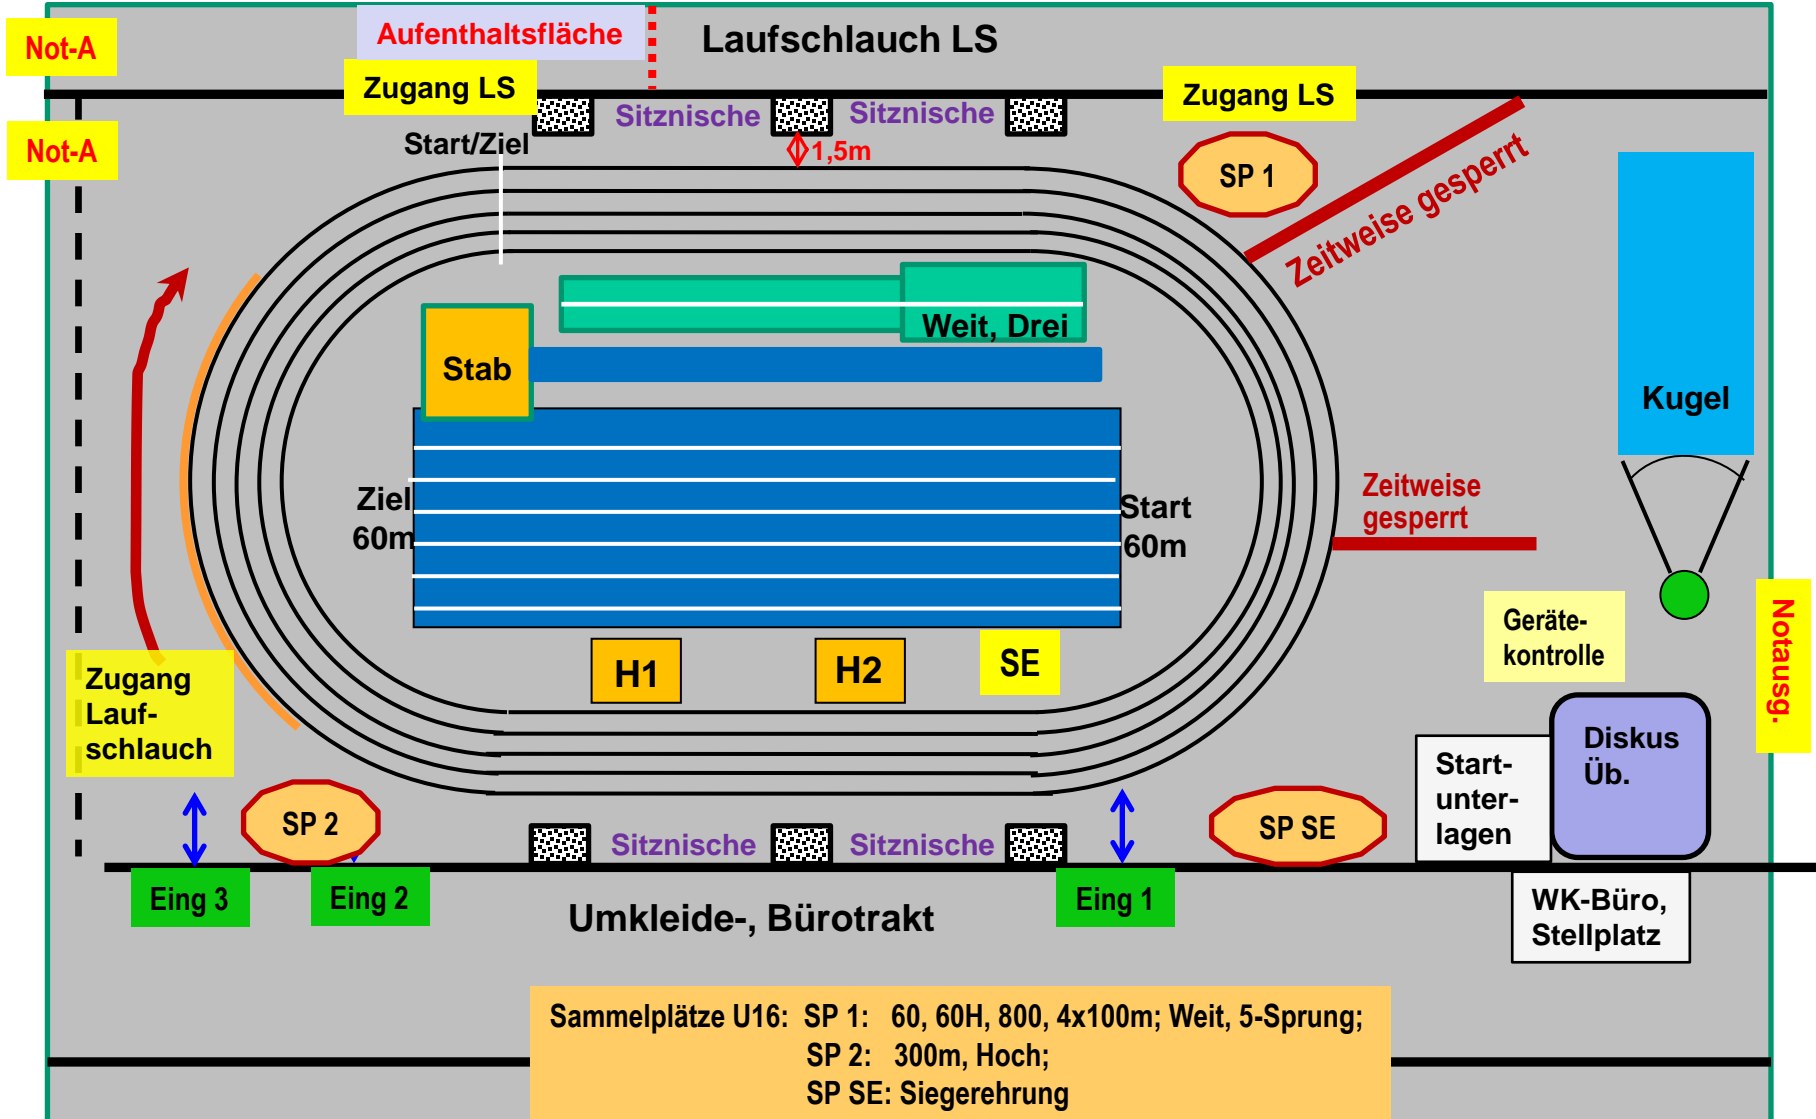 Not-A
Aufenthaltsfläche
Laufschlauch LS
Zugang LS
Zugang LS
Sitznische
Sitznische
Not-A
Start/Ziel
1,5m
SP 1
Zeitweise gesperrt
Weit, Drei
Stab
Kugel
Ziel
60m
Start
60m
Zeitweise
gesperrt
Geräte-
kontrolle
Notausg.
H1
H2
SE
Zugang
Lauf-
schlauch
Start-
unter-
lagen
Diskus
Üb.
SP 2
Sitznische
Sitznische
SP SE
Eing 3
Eing 2
Eing 1
Umkleide-, Bürotrakt
WK-Büro,
Stellplatz
Sammelplätze U16: SP 1: 60, 60H, 800, 4x100m; Weit, 5-Sprung;
SP 2: 300m, Hoch;
SP SE: Siegerehrung